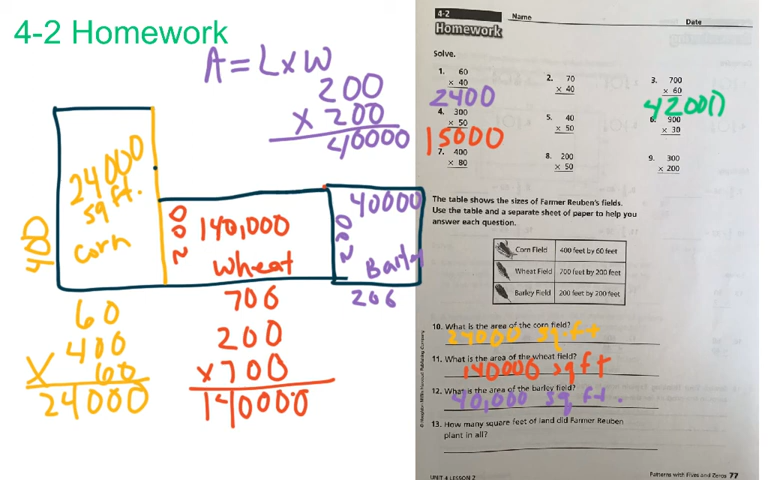 4-2 Homework
A = L x W
200
x 200
40000
24000
sq ft.
corn
400
200
140,000
wheat
200
40000
Barley
60
400
x 60
24000
700
200
x 700
140000
200
4-2
Homework
Name
Date
Solve.
1. 60
x 40
2400
2. 70
x 40
3. 700
x 60
42000
4. 300
x 50
15000
5. 40
x 50
6. 900
x 30
7. 400
x 80
8. 200
x 50
9. 300
x 200
The table shows the sizes of Farmer Reuben's fields.
Use the table and a separate sheet of paper to help you
answer each question.
Corn Field 400 feet by 60 feet
Wheat Field 700 feet by 200 feet
Barley Field 200 feet by 200 feet
10. What is the area of the corn field?
24000 sq ft
11. What is the area of the wheat field?
140000 sq ft
12. What is the area of the barley field?
40,000 sq ft.
13. How many square feet of land did Farmer Reuben
plant in all?
UNIT 4 LESSON 2
Patterns with Fives and Zeros 77